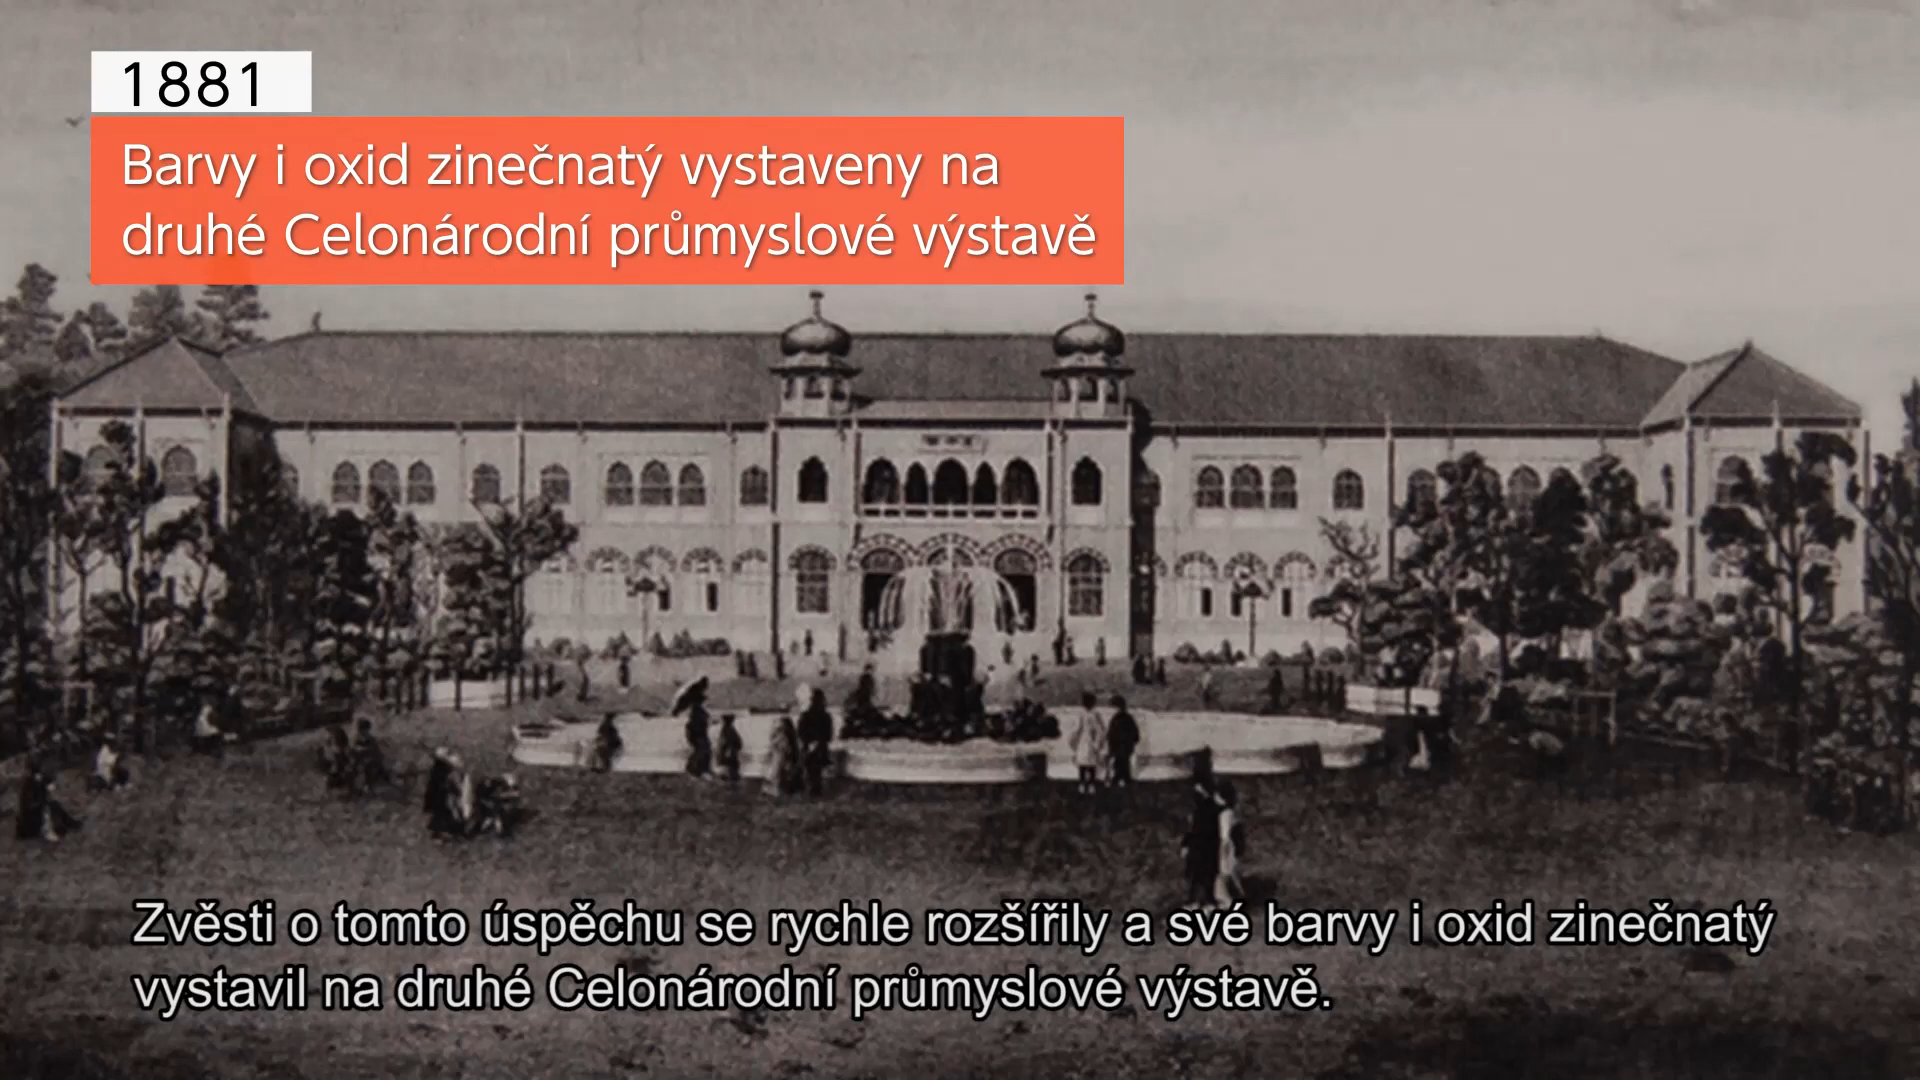 1881
Barvy i oxid zinečnatý vystaveny na
druhé Celonárodní průmyslové výstavě
Zvěsti o tomto úspěchu se rychle rozšířily a své barvy i oxid zinečnatý
vystavil na druhé Celonárodní průmyslové výstavě.